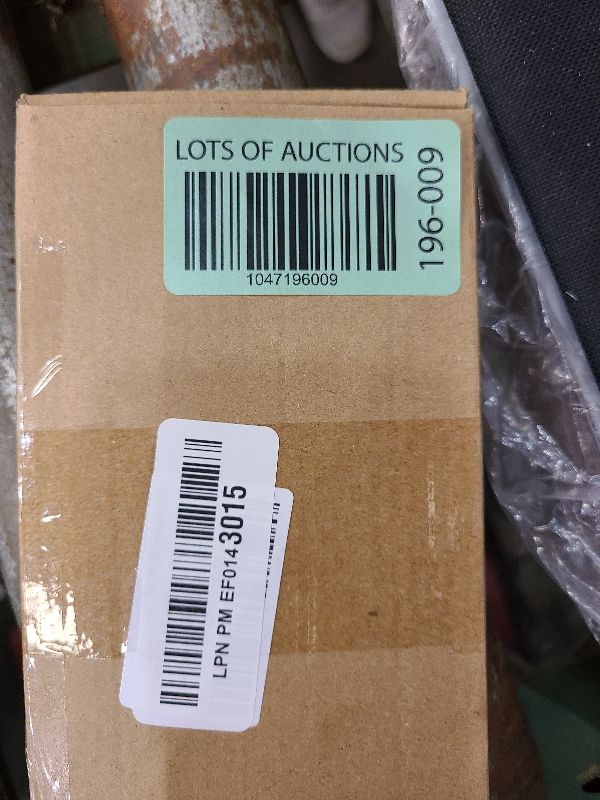 LOTS OF AUCTIONS
196-009
1047196009
LPN PM EF0143015